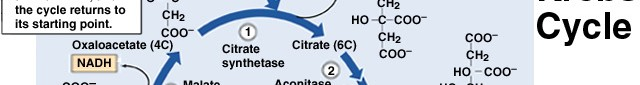 the cycle returns to
its starting point.
CH₂
COO⁻
Oxaloacetate (4C)
NADH
1
Citrate
synthetase
Citrate (6C)
2
CH₂
HO C COO⁻
CH₂
COO⁻
COO⁻
CH₂
HO COO⁻
Cycle